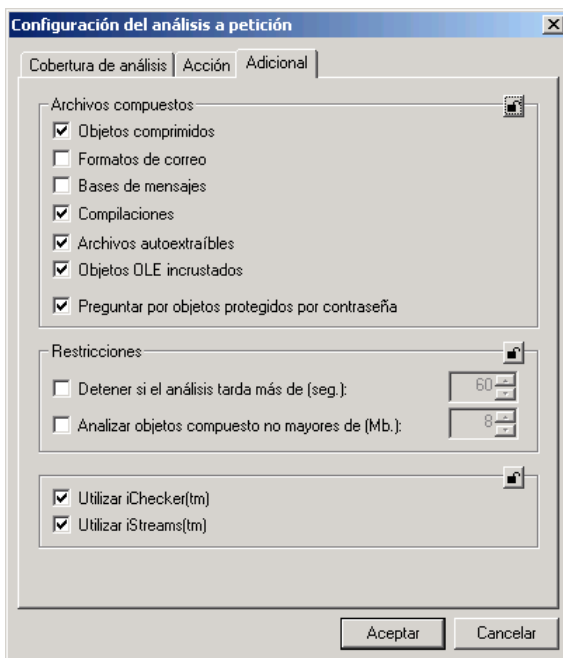 Configuración del análisis a petición
Cobertura de análisis Acción Adicional
Archivos compuestos
Objetos comprimidos
Formatos de correo
Bases de mensajes
Compilaciones
Archivos autoextraíbles
Objetos OLE incrustados
Preguntar por objetos protegidos por contraseña
Restricciones
Detener si el análisis tarda más de (seg.): 60
Analizar objetos compuesto no mayores de (Mb.): 8
Utilizar iChecker(tm)
Utilizar iStreams(tm)
Aceptar Cancelar